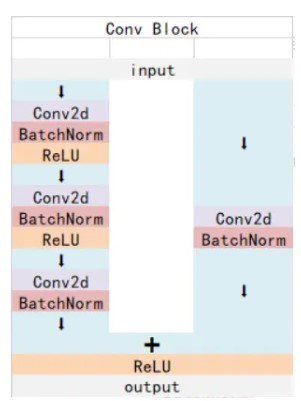 Conv Block
input
Conv2d
BatchNorm
ReLU
Conv2d
BatchNorm
ReLU
Conv2d
BatchNorm
Conv2d
BatchNorm
+
ReLU
output